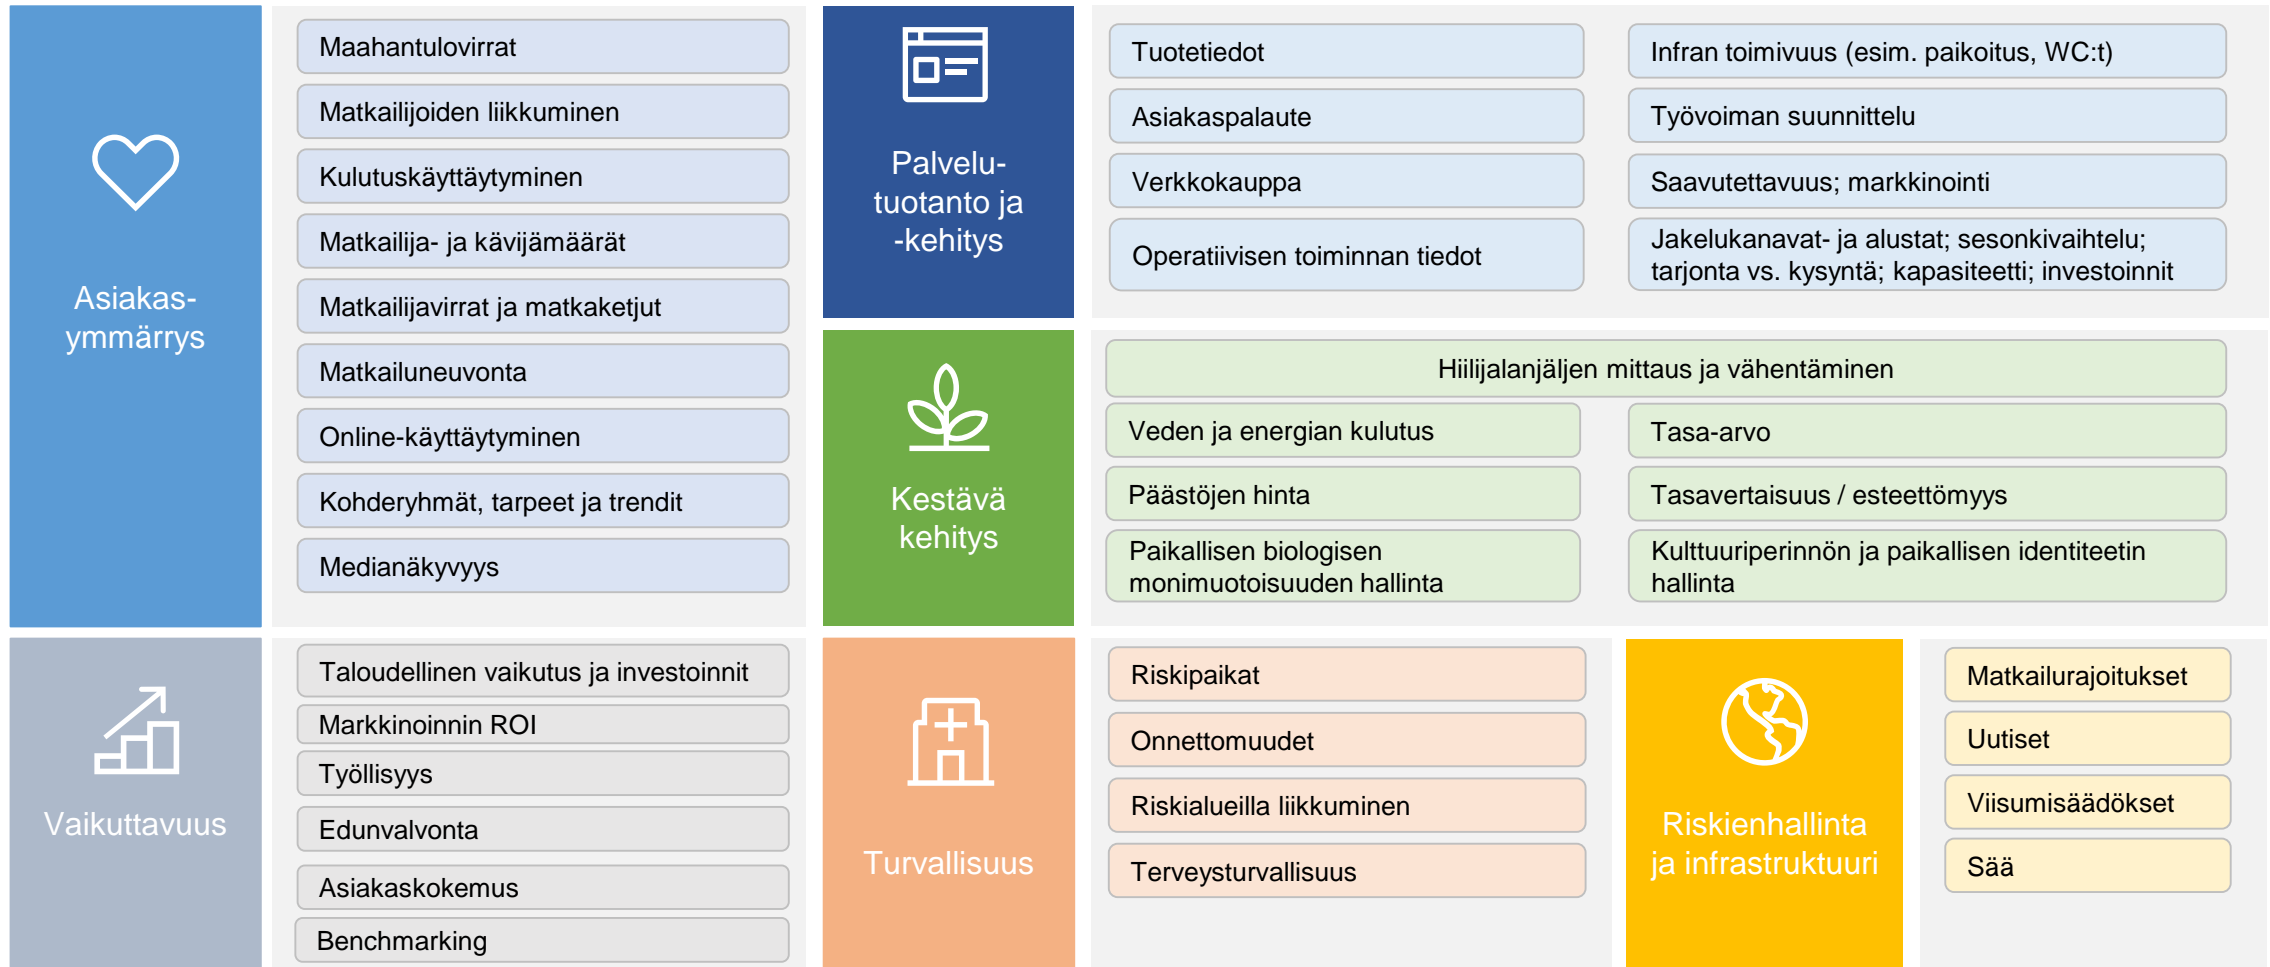 Asiakas-
ymmärrys
Maahantulovirrat
Matkailijoiden liikkuminen
Kulutuskäyttäytyminen
Matkailija- ja kävijämäärät
Matkailijavirrat ja matkaketjut
Matkailuneuvonta
Online-käyttäytyminen
Kohderyhmät, tarpeet ja trendit
Medianäkyvyys
Palvelu-
tuotanto ja
-kehitys
Tuotetiedot
Asiakaspalaute
Verkkokauppa
Operatiivisen toiminnan tiedot
Infran toimivuus (esim. paikoitus, WC:t)
Työvoiman suunnittelu
Saavutettavuus; markkinointi
Jakelukanavat- ja alustat; sesonkivaihtelu;
tarjonta vs. kysyntä; kapasiteetti; investoinnit
Kestävä
kehitys
Hiilijalanjäljen mittaus ja vähentäminen
Veden ja energian kulutus
Päästöjen hinta
Paikallisen biologisen
monimuotoisuuden hallinta
Tasa-arvo
Tasavertaisuus / esteettömyys
Kulttuuriperinnön ja paikallisen identiteetin
hallinta
Vaikuttavuus
Taloudellinen vaikutus ja investoinnit
Markkinoinnin ROI
Työllisyys
Edunvalvonta
Asiakaskokemus
Benchmarking
Turvallisuus
Riskipaikat
Onnettomuudet
Riskialueilla liikkuminen
Terveysturvallisuus
Riskienhallinta
ja infrastruktuuri
Matkailurajoitukset
Uutiset
Viisumisäädökset
Sää